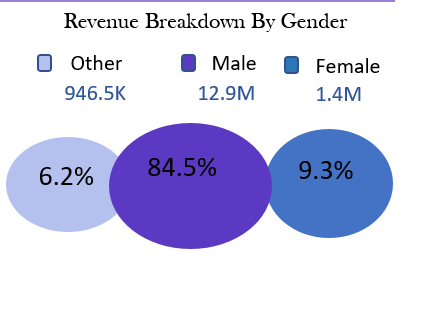 Revenue Breakdown By Gender
Other Male Female
946.5K 12.9M 1.4M
6.2% 84.5% 9.3%